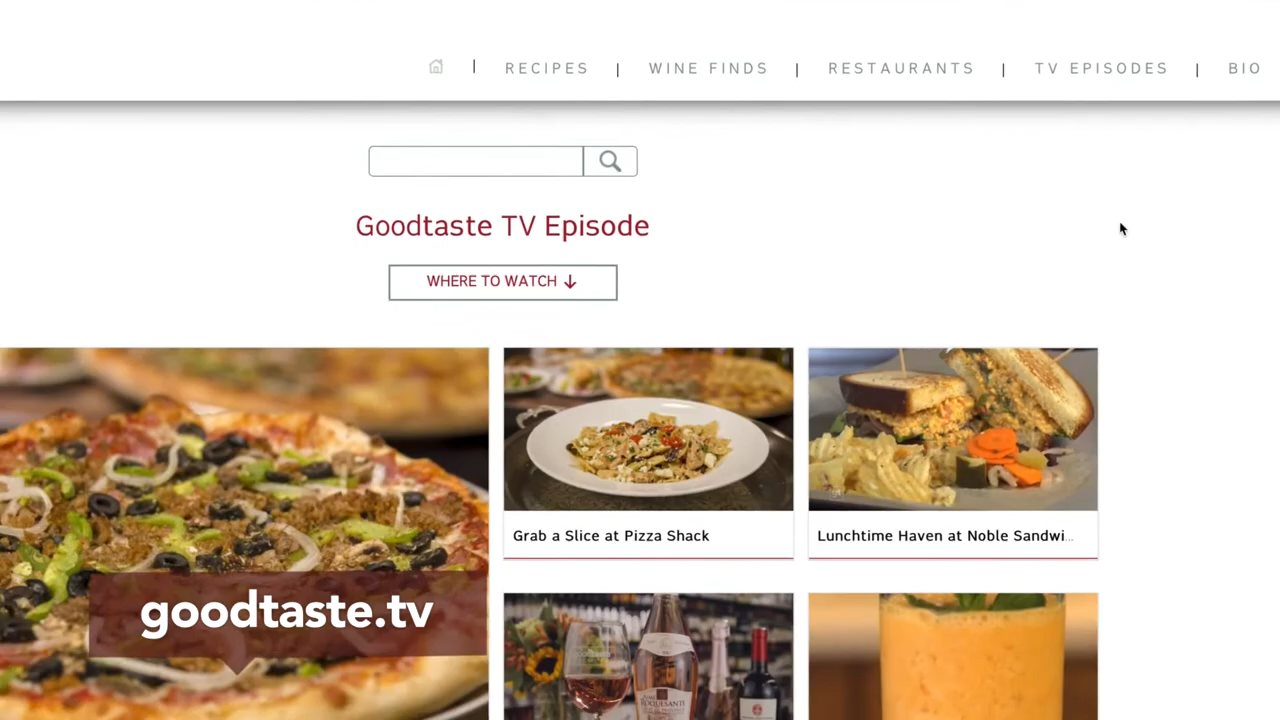 RECIPES | WINE FINDS | RESTAURANTS | TV EPISODES | BIO
Goodtaste TV Episode
WHERE TO WATCH ↓
Grab a Slice at Pizza Shack
Lunchtime Haven at Noble Sandwi...
goodtaste.tv
ROQUESANTE